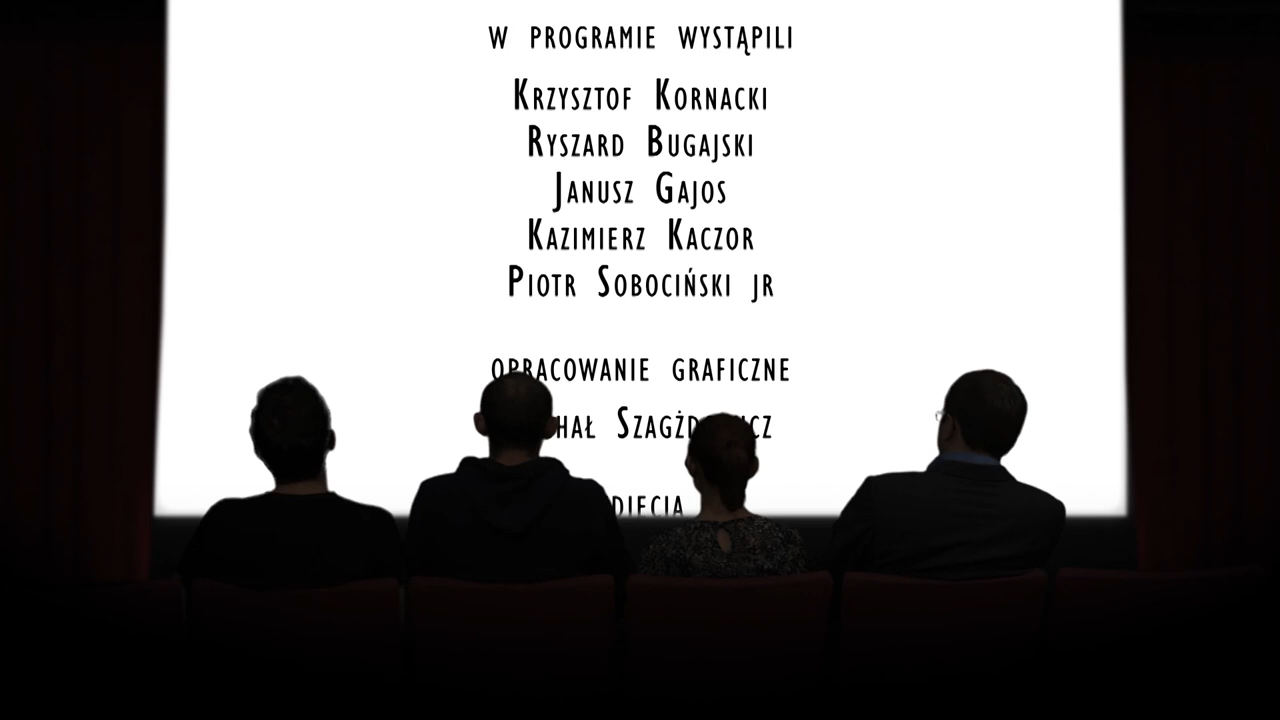 W PROGRAMIE WYSTĄPILI
KRZYSZTOF KORNACKI
RYSZARD BUGAJSKI
JANUSZ GAJOS
KAZIMIERZ KACZOR
PIOTR SOBOCIŃSKI JR
OPRACOWANIE GRAFICZNE